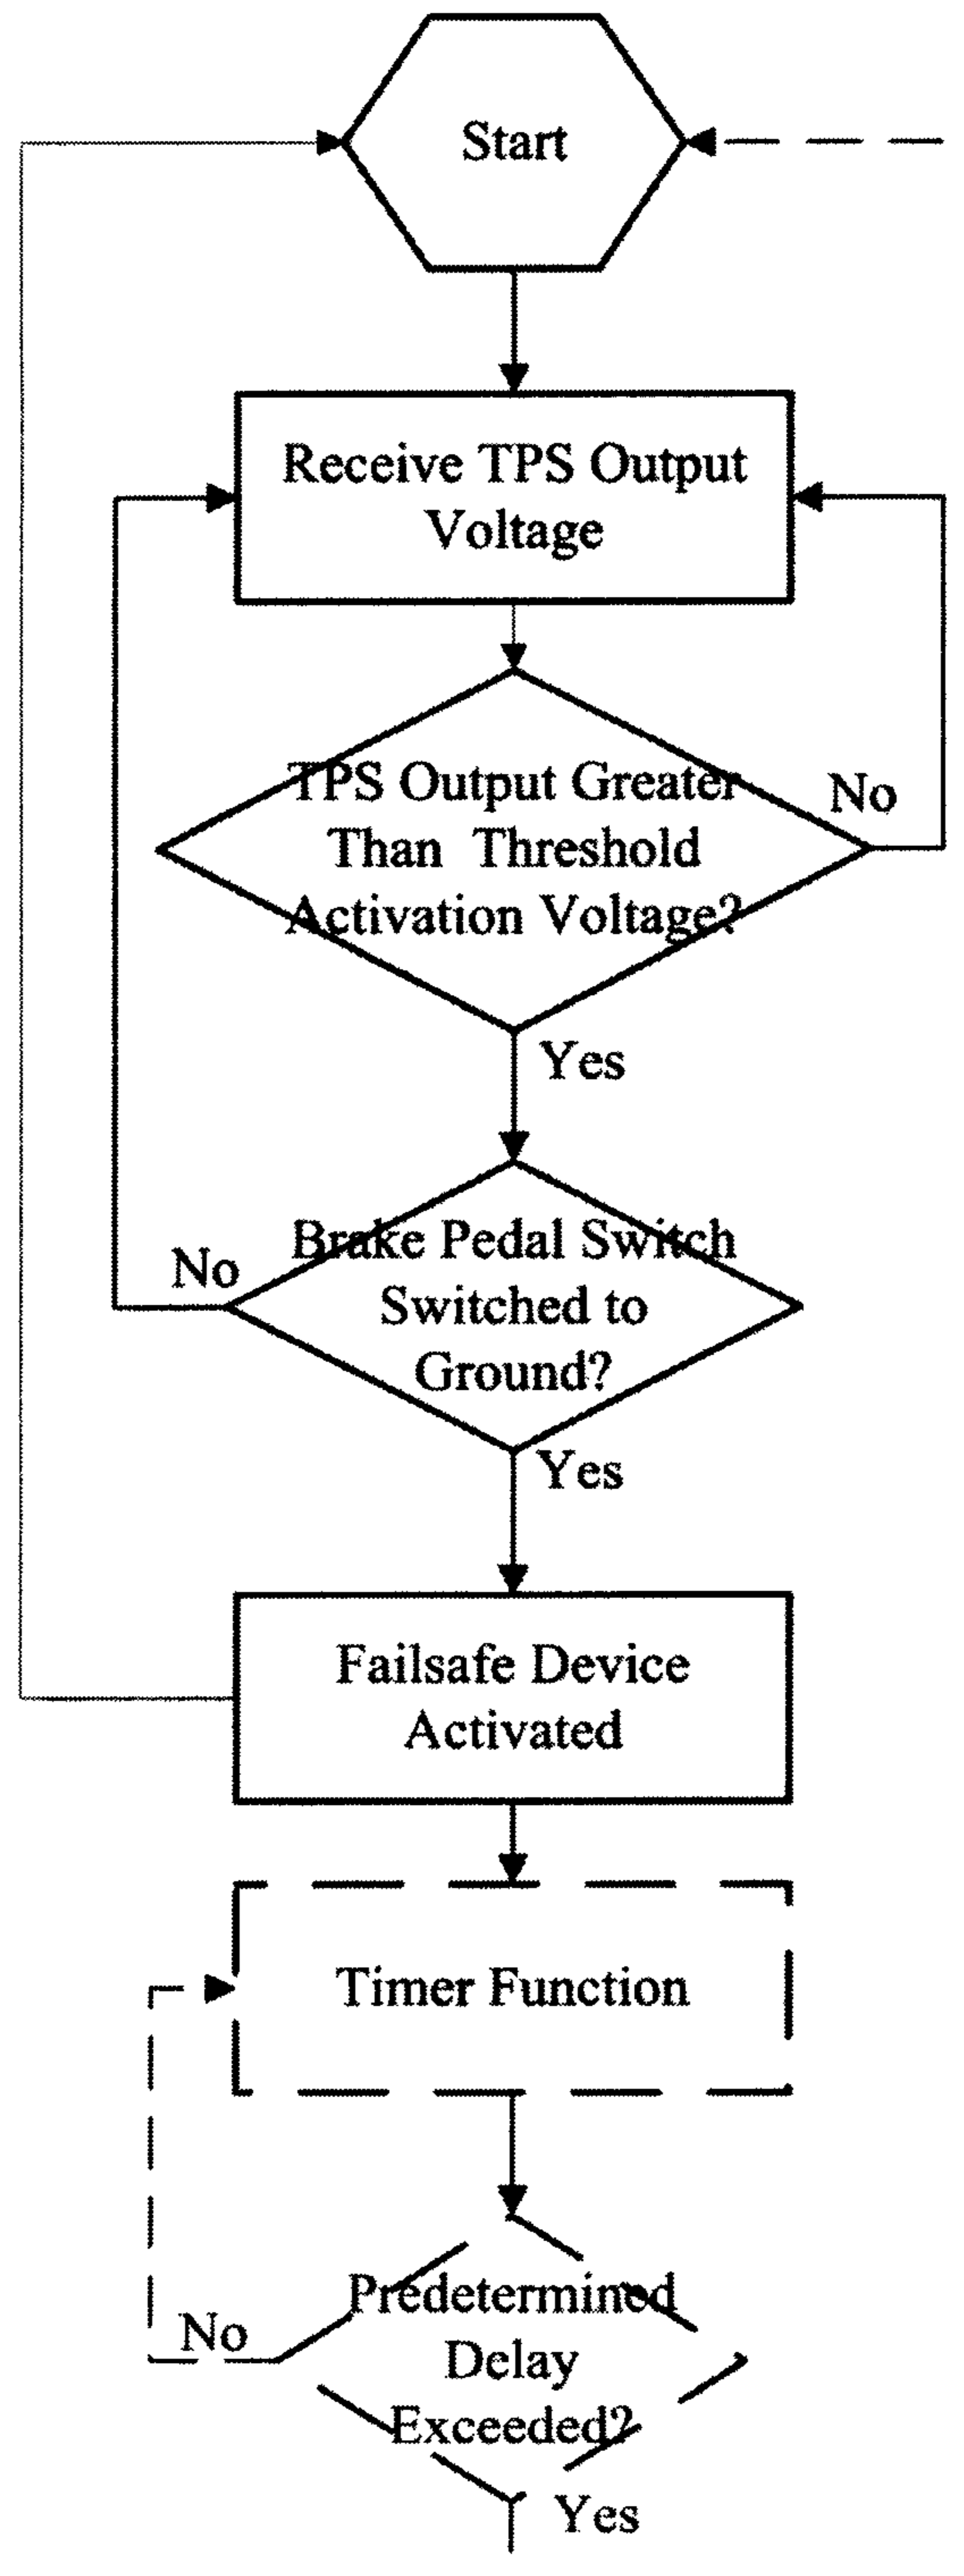 Start
Receive TPS Output
Voltage
TPS Output Greater
Than Threshold
Activation Voltage?
No
Yes
Brake Pedal Switch
Switched to
Ground?
No
Yes
Failsafe Device
Activated
Timer Function
Predetermined
Delay
Exceeded?
No
Yes